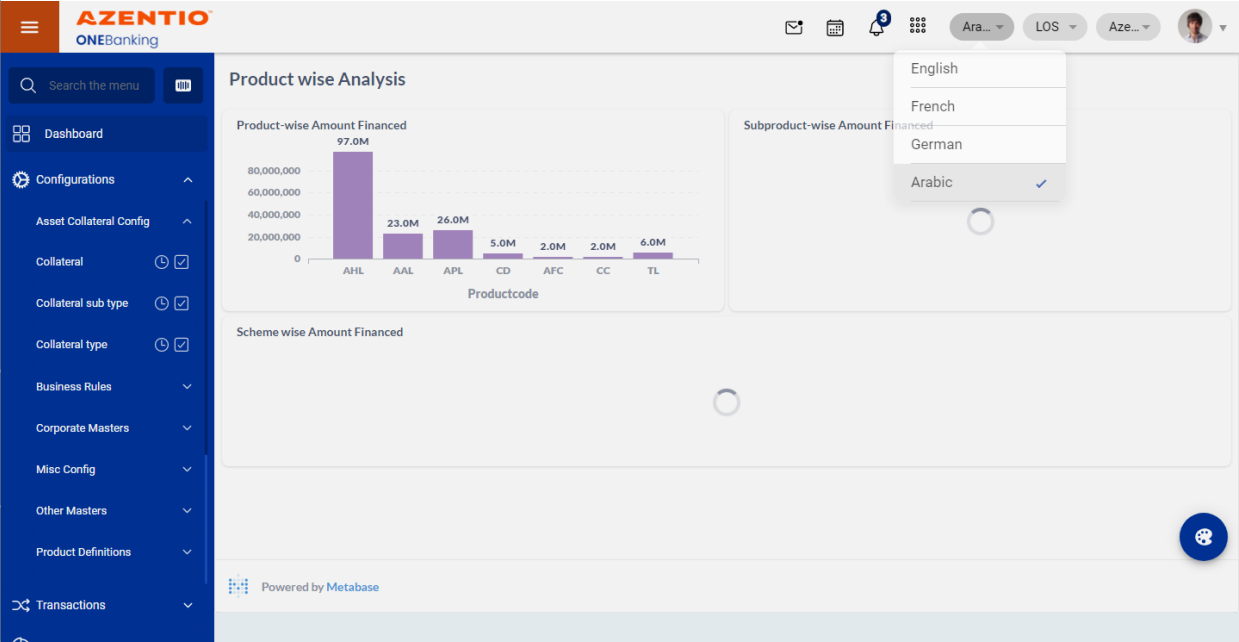 AZENTIO™
ONEBanking
3
Ara...
LOS
Aze...
Search the menu
Dashboard
Configurations
Asset Collateral Config
Collateral
Collateral sub type
Collateral type
Business Rules
Corporate Masters
Misc Config
Other Masters
Product Definitions
Transactions
English
French
German
Arabic
Product wise Analysis
Product-wise Amount Financed
97.0M
23.0M
26.0M
5.0M
2.0M
2.0M
6.0M
80,000,000
60,000,000
40,000,000
20,000,000
0
AHL AAL APL CD AFC CC TL
Productcode
Subproduct-wise Amount Financed
Scheme wise Amount Financed
Powered by Metabase